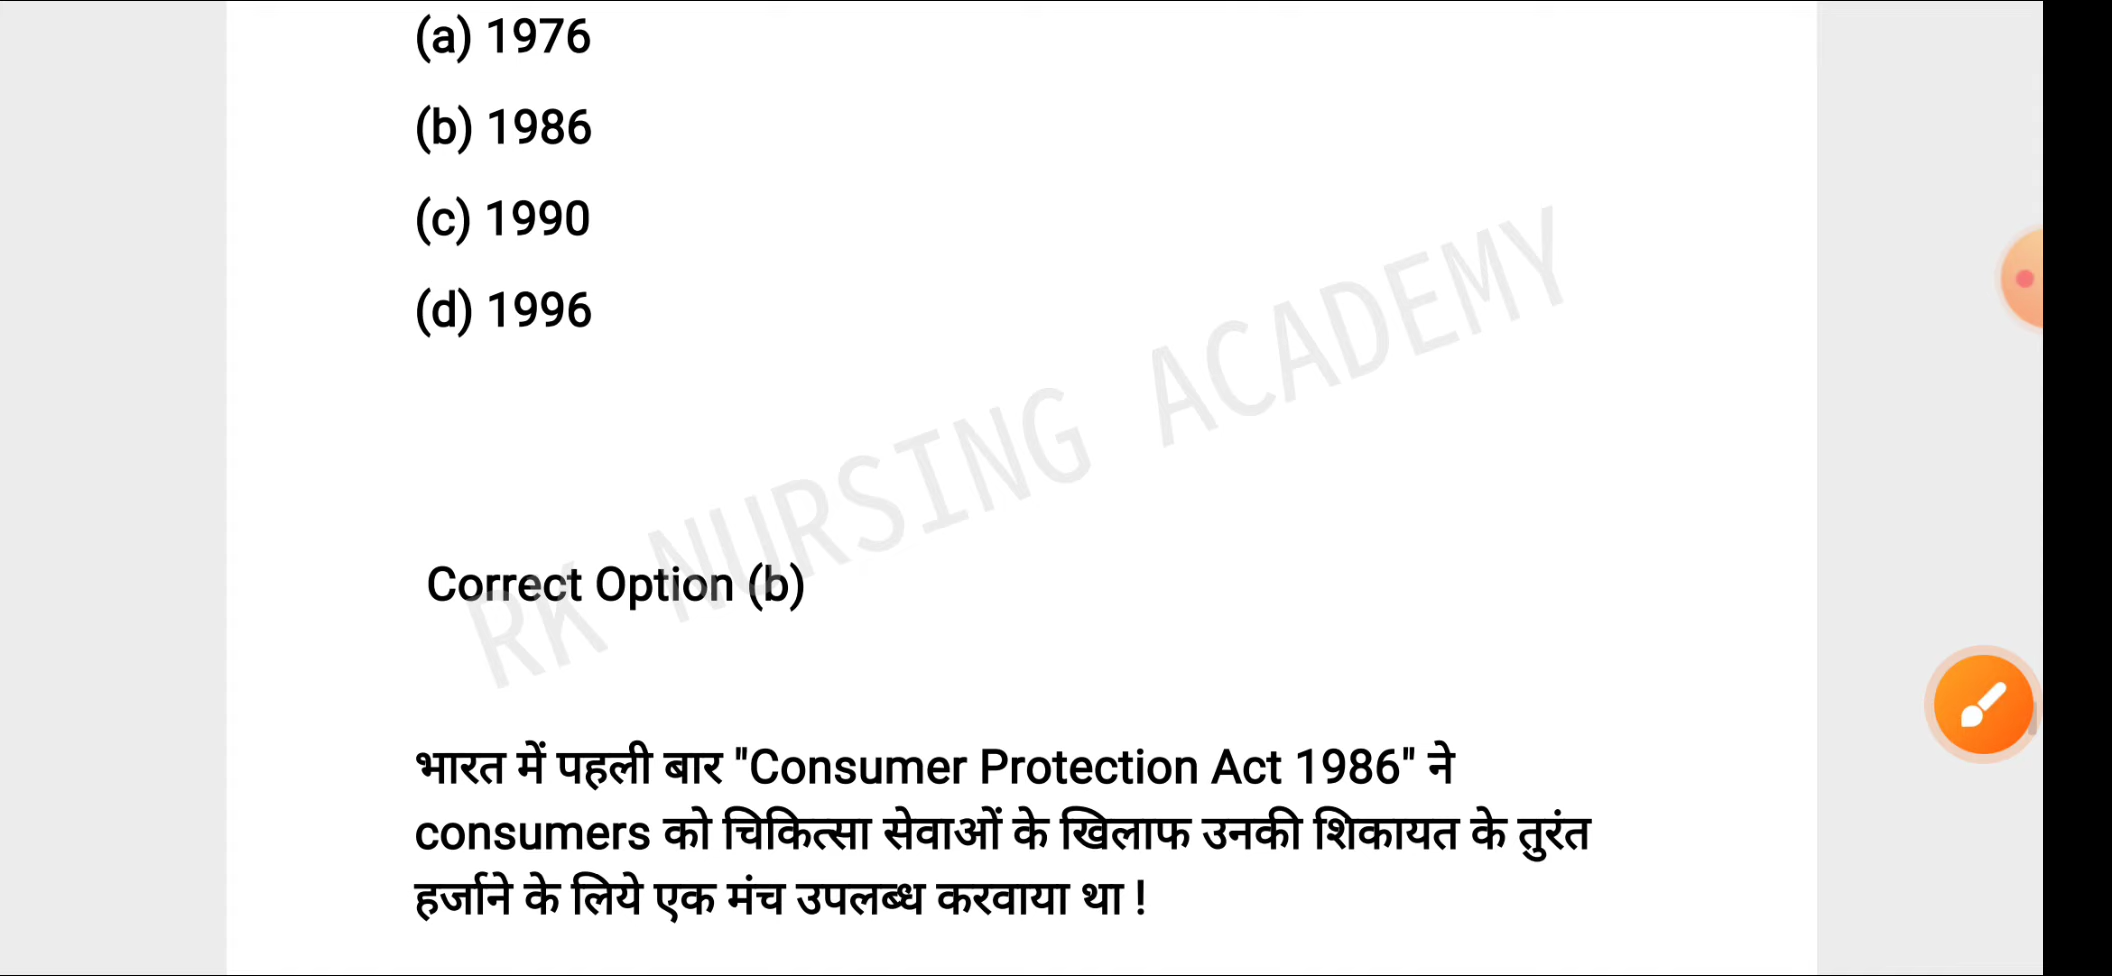 (a) 1976
(b) 1986
(c) 1990
(d) 1996
RK NURSING ACADEMY
Correct Option (b)
भारत में पहली बार "Consumer Protection Act 1986" ने
consumers को चिकित्सा सेवाओं के खिलाफ उनकी शिकायत के तुरंत
हर्जाने के लिये एक मंच उपलब्ध करवाया था !